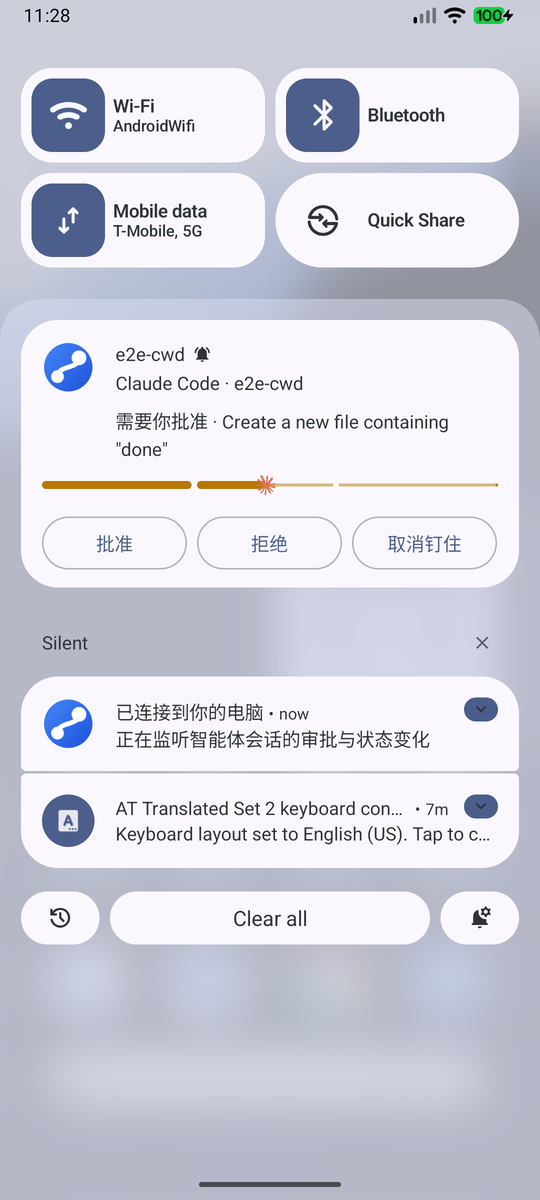 11:28
100
Wi-Fi
AndroidWifi
Bluetooth
Mobile data
T-Mobile, 5G
Quick Share
e2e-cwd
Claude Code · e2e-cwd
需要你批准 · Create a new file containing
"done"
批准
拒绝
取消钉住
Silent
已连接到你的电脑 • now
正在监听智能体会话的审批与状态变化
A
AT Translated Set 2 keyboard con… • 7m
Keyboard layout set to English (US). Tap to c…
Clear all